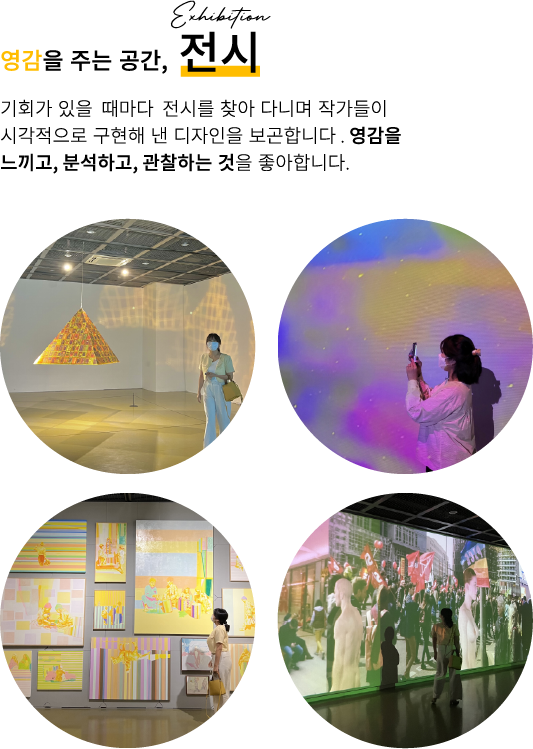 Exhibition
영감을 주는 공간, 전시
기회가 있을 때마다 전시를 찾아 다니며 작가들이
시각적으로 구현해 낸 디자인을 보곤합니다 . 영감을
느끼고, 분석하고, 관찰하는 것을 좋아합니다.